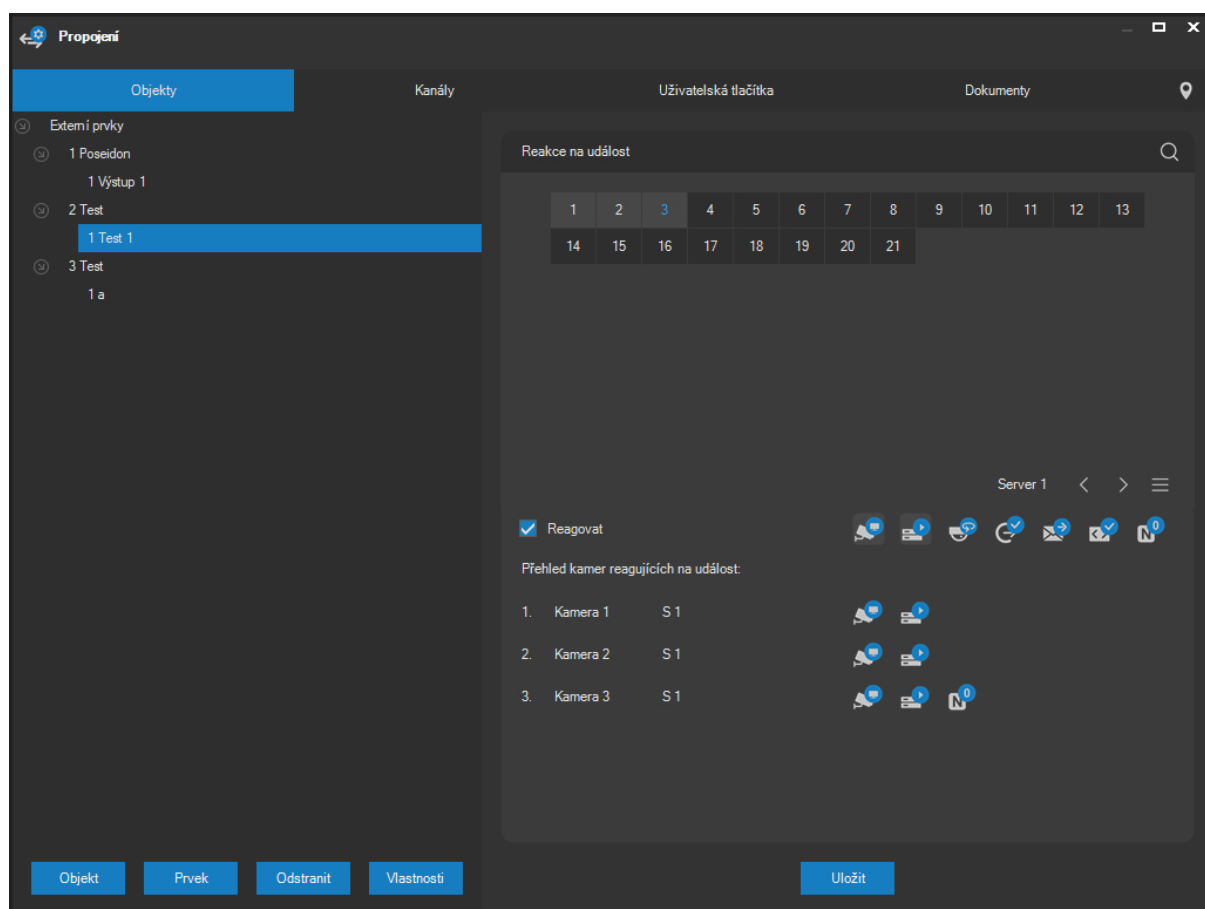 Propojení
Objekty Kanály Uživatelská tlačítka Dokumenty
Externí prvky
1 Poseidon
1 Výstup 1
2 Test
1 Test 1
3 Test
1 a
Reakce na událost
1 2 3 4 5 6 7 8 9 10 11 12 13
14 15 16 17 18 19 20 21
Server 1
Reagovat
N 0
Přehled kamer reagujících na událost:
1. Kamera 1 S 1
2. Kamera 2 S 1
3. Kamera 3 S 1 N 0
Objekt Prvek Odstranit Vlastnosti Uložit